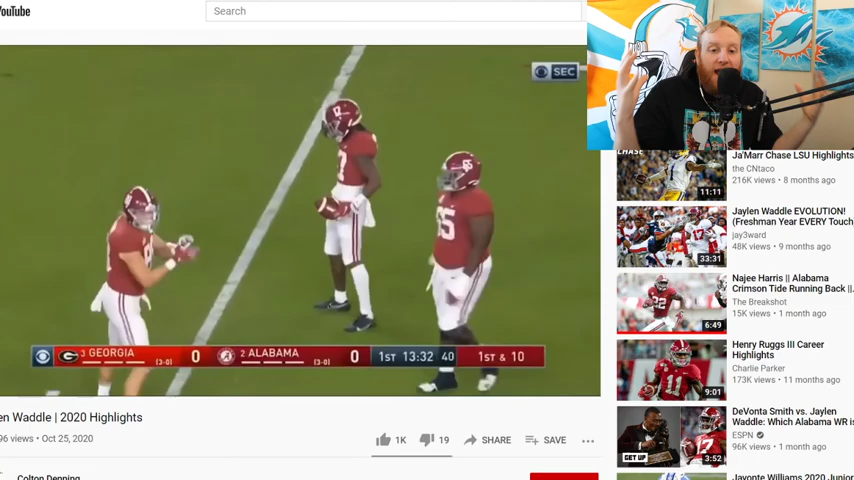 YouTube
Search
SEC
17
65
3 GEORGIA [3-0] 0 2 ALABAMA [3-0] 0 1ST 13:32 40 1ST & 10
en Waddle | 2020 Highlights
96 views • Oct 25, 2020
1K 19 SHARE SAVE
Colton Denning
CHASE
11:11
Ja'Marr Chase LSU Highlights
the CNtaco
216K views • 8 months ago
33:31
Jaylen Waddle EVOLUTION!
(Freshman Year EVERY Touch
jay3ward
48K views • 9 months ago
22
6:49
Najee Harris || Alabama
Crimson Tide Running Back ||.
The Breakshot
15K views • 1 month ago
11
9:01
Henry Ruggs III Career
Highlights
Charlie Parker
173K views • 11 months ago
GET UP
17
3:52
DeVonta Smith vs. Jaylen
Waddle: Which Alabama WR is
ESPN
96K views • 1 month ago
Javonte Williams 2020 Junior